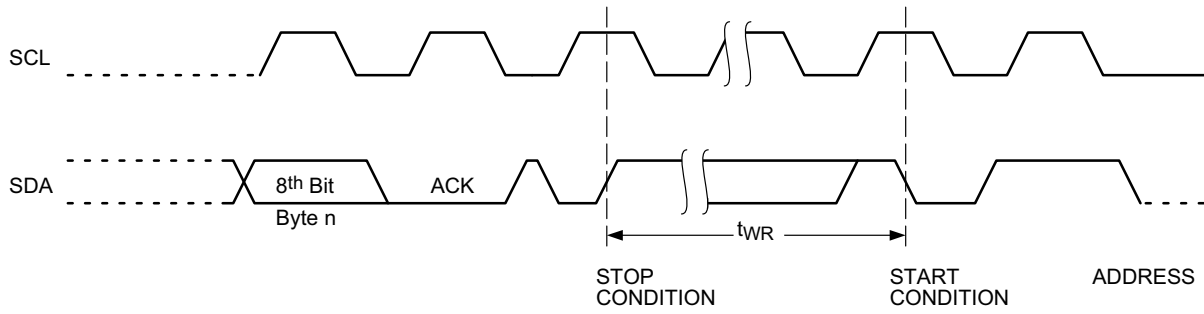 SCL
SDA
8th Bit
Byte n
ACK
tWR
STOP
CONDITION
START
CONDITION
ADDRESS